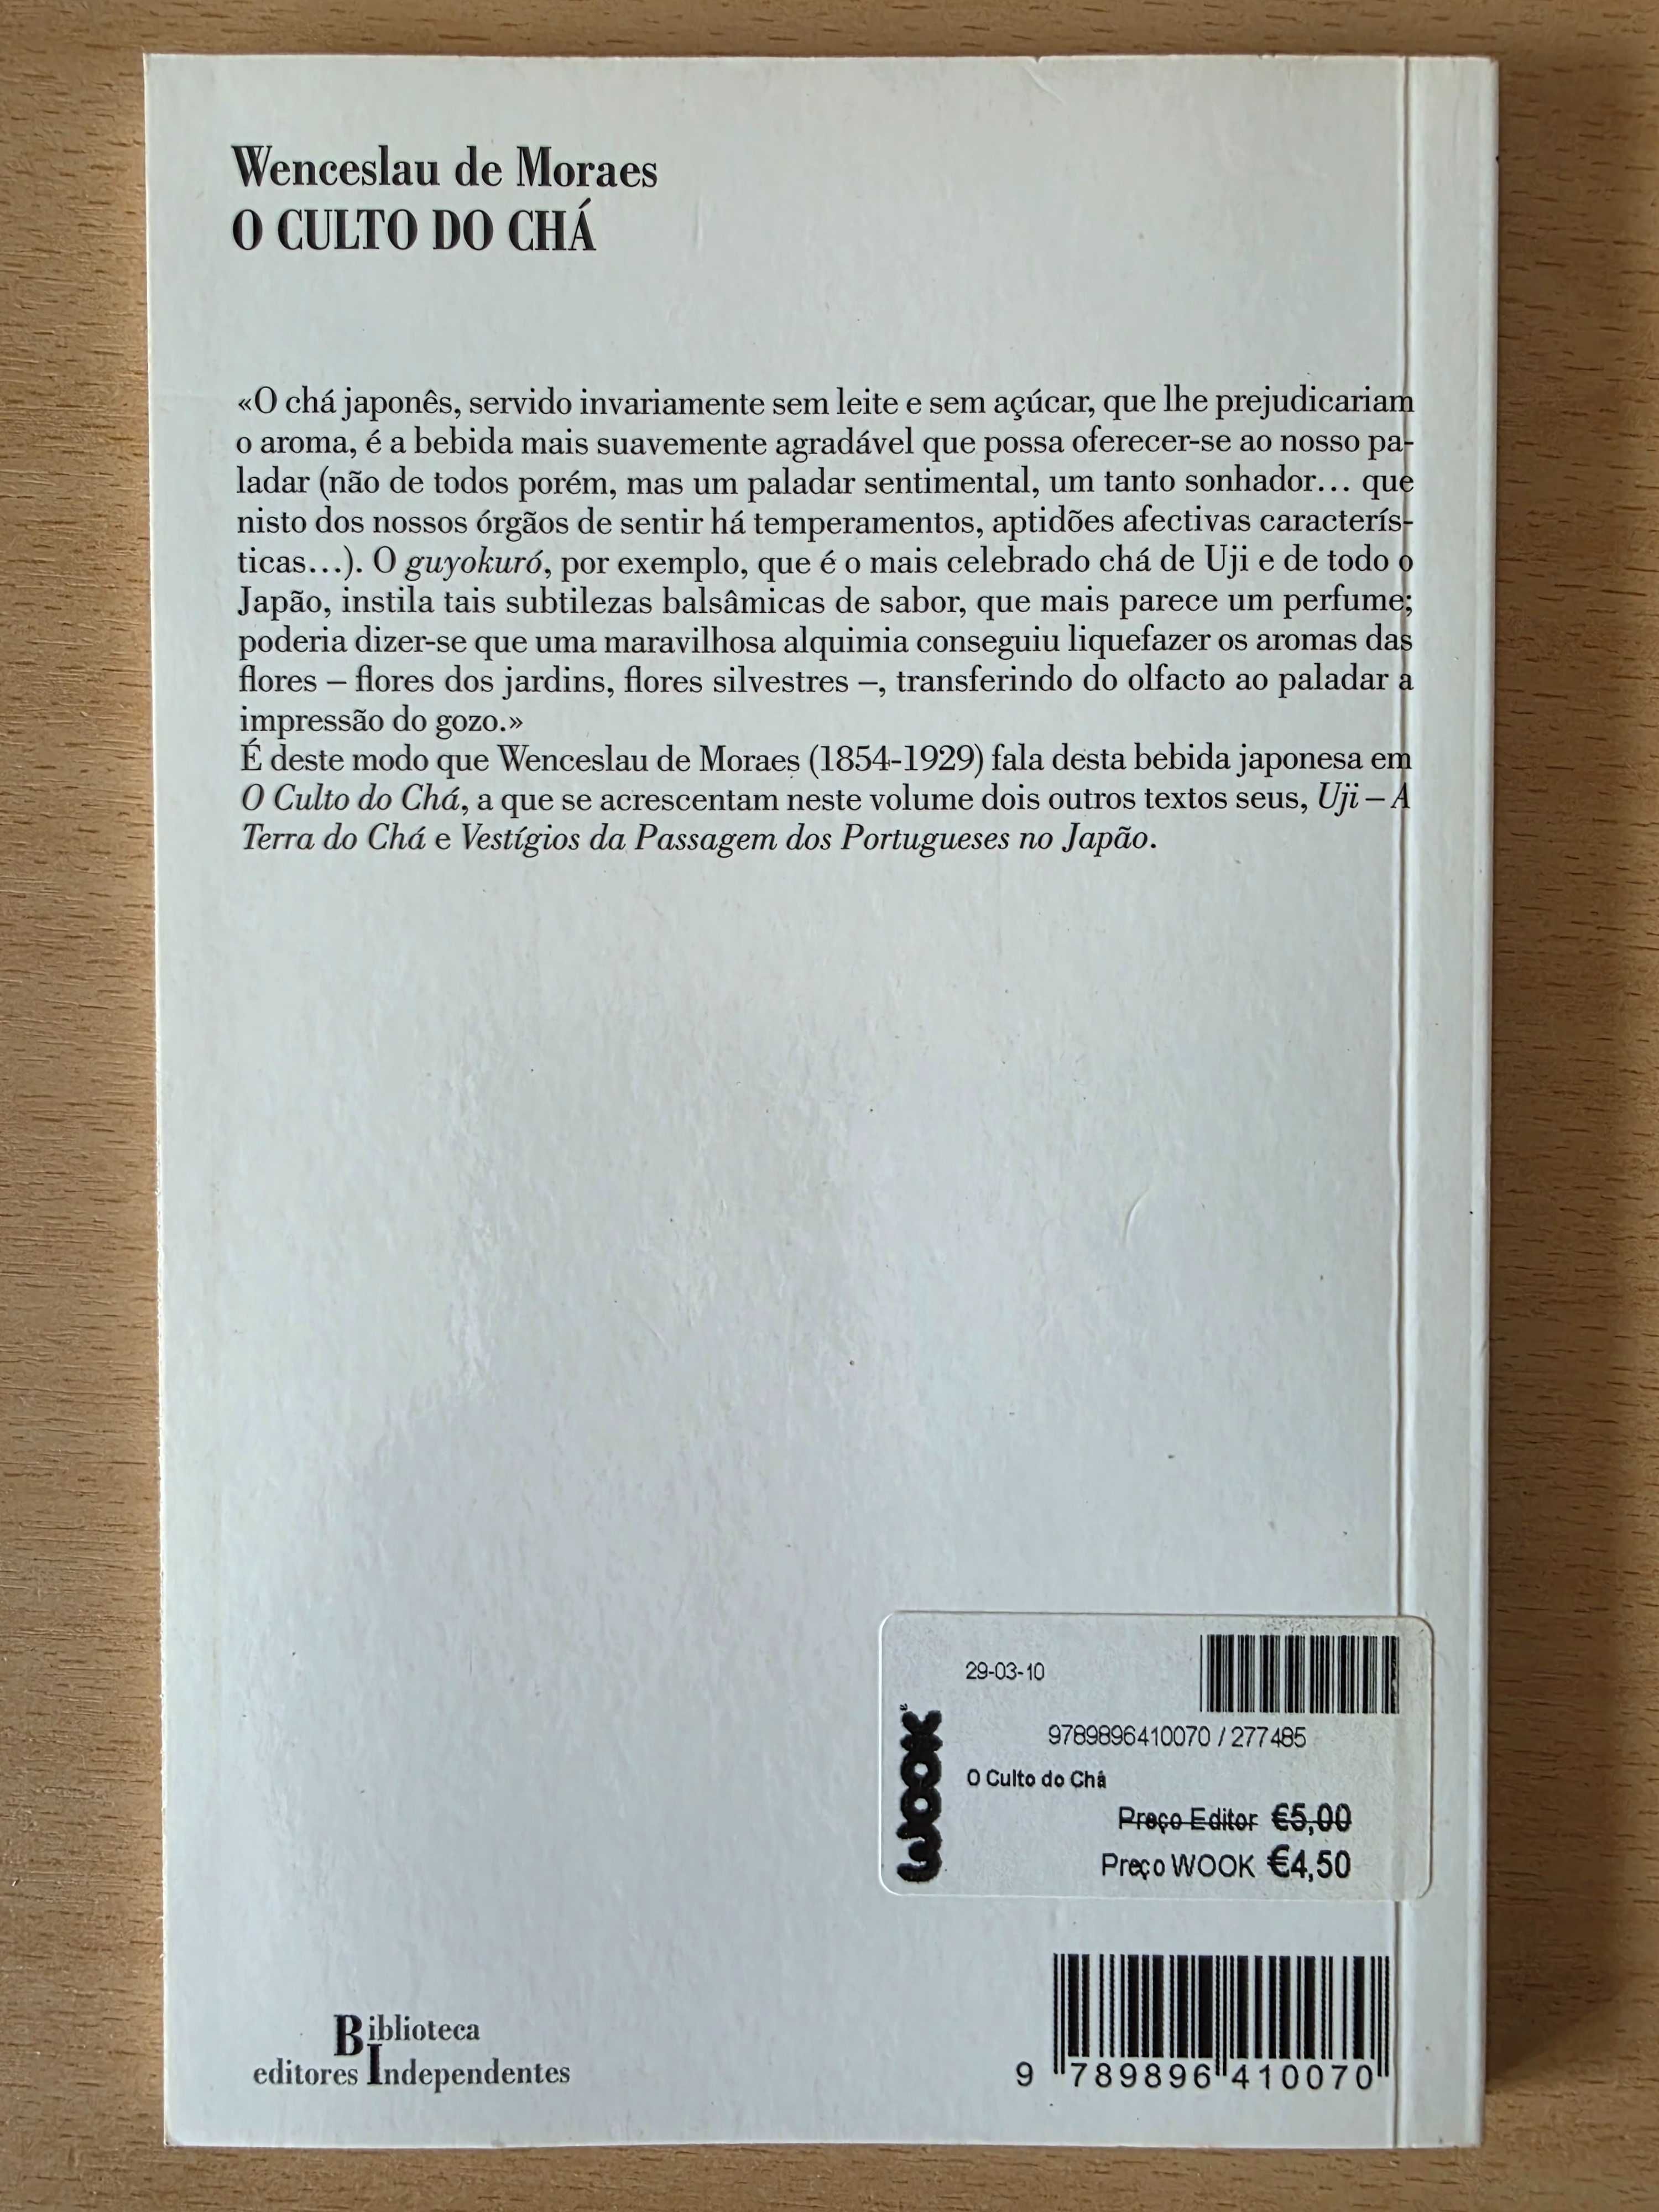 Wenceslau de Moraes
O CULTO DO CHÁ
«O chá japonês, servido invariamente sem leite e sem açúcar, que lhe prejudicariam
o aroma, é a bebida mais suavemente agradável que possa oferecer-se ao nosso pa-
ladar (não de todos porém, mas um paladar sentimental, um tanto sonhador... que
nisto dos nossos órgãos de sentir há temperamentos, aptidões afectivas caracterís-
ticas...). O guyokuró, por exemplo, que é o mais celebrado chá de Uji e de todo o
Japão, instila tais subtilezas balsâmicas de sabor, que mais parece um perfume;
poderia dizer-se que uma maravilhosa alquimia conseguiu liquefazer os aromas das
flores – flores dos jardins, flores silvestres –, transferindo do olfacto ao paladar a
impressão do gozo.»
É deste modo que Wenceslau de Moraes (1854-1929) fala desta bebida japonesa em
O Culto do Chá, a que se acrescentam neste volume dois outros textos seus, Uji – A
Terra do Chá e Vestígios da Passagem dos Portugueses no Japão.
29-03-10
9789896410070 / 277485
WOOK
O Culto do Chá
Preço Editor €5,00
Preço WOOK €4,50
Biblioteca
editores Independentes
9 789896 410070